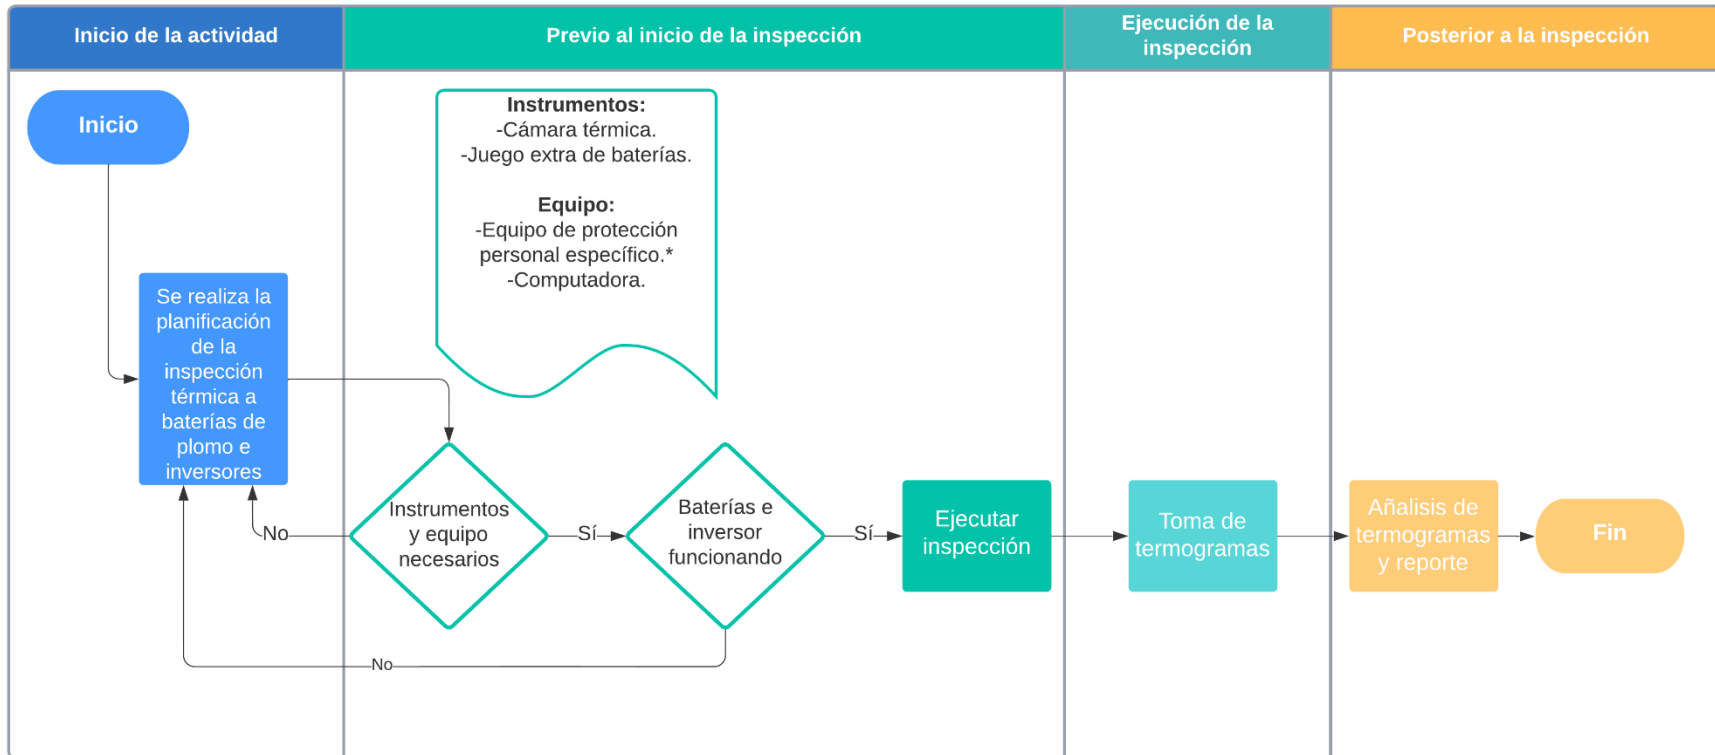 Inicio de la actividad
Previo al inicio de la inspección
Ejecución de la
inspección
Posterior a la inspección
Inicio
Instrumentos:
-Cámara térmica.
-Juego extra de baterías.
Equipo:
-Equipo de protección
personal específico.*
-Computadora.
Se realiza la
planificación
de la
inspección
térmica a
baterías de
plomo e
inversores
No
Instrumentos
y equipo
necesarios
Sí
Baterías e
inversor
funcionando
Sí
Ejecutar
inspección
Toma de
termogramas
Añalisis de
termogramas
y reporte
Fin
No